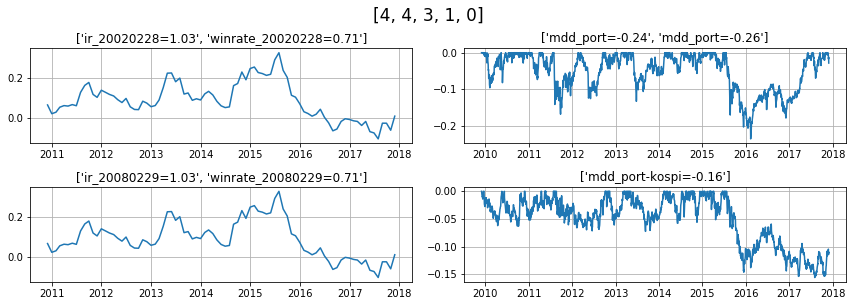 [4, 4, 3, 1, 0]
['ir_20020228=1.03', 'winrate_20020228=0.71']
0.2
0.0
2011 2012 2013 2014 2015 2016 2017 2018
['mdd_port=-0.24', 'mdd_port=-0.26']
0.0
−0.1
−0.2
2010 2011 2012 2013 2014 2015 2016 2017 2018
['ir_20080229=1.03', 'winrate_20080229=0.71']
0.2
0.0
2011 2012 2013 2014 2015 2016 2017 2018
['mdd_port-kospi=-0.16']
0.00
−0.05
−0.10
−0.15
2010 2011 2012 2013 2014 2015 2016 2017 2018